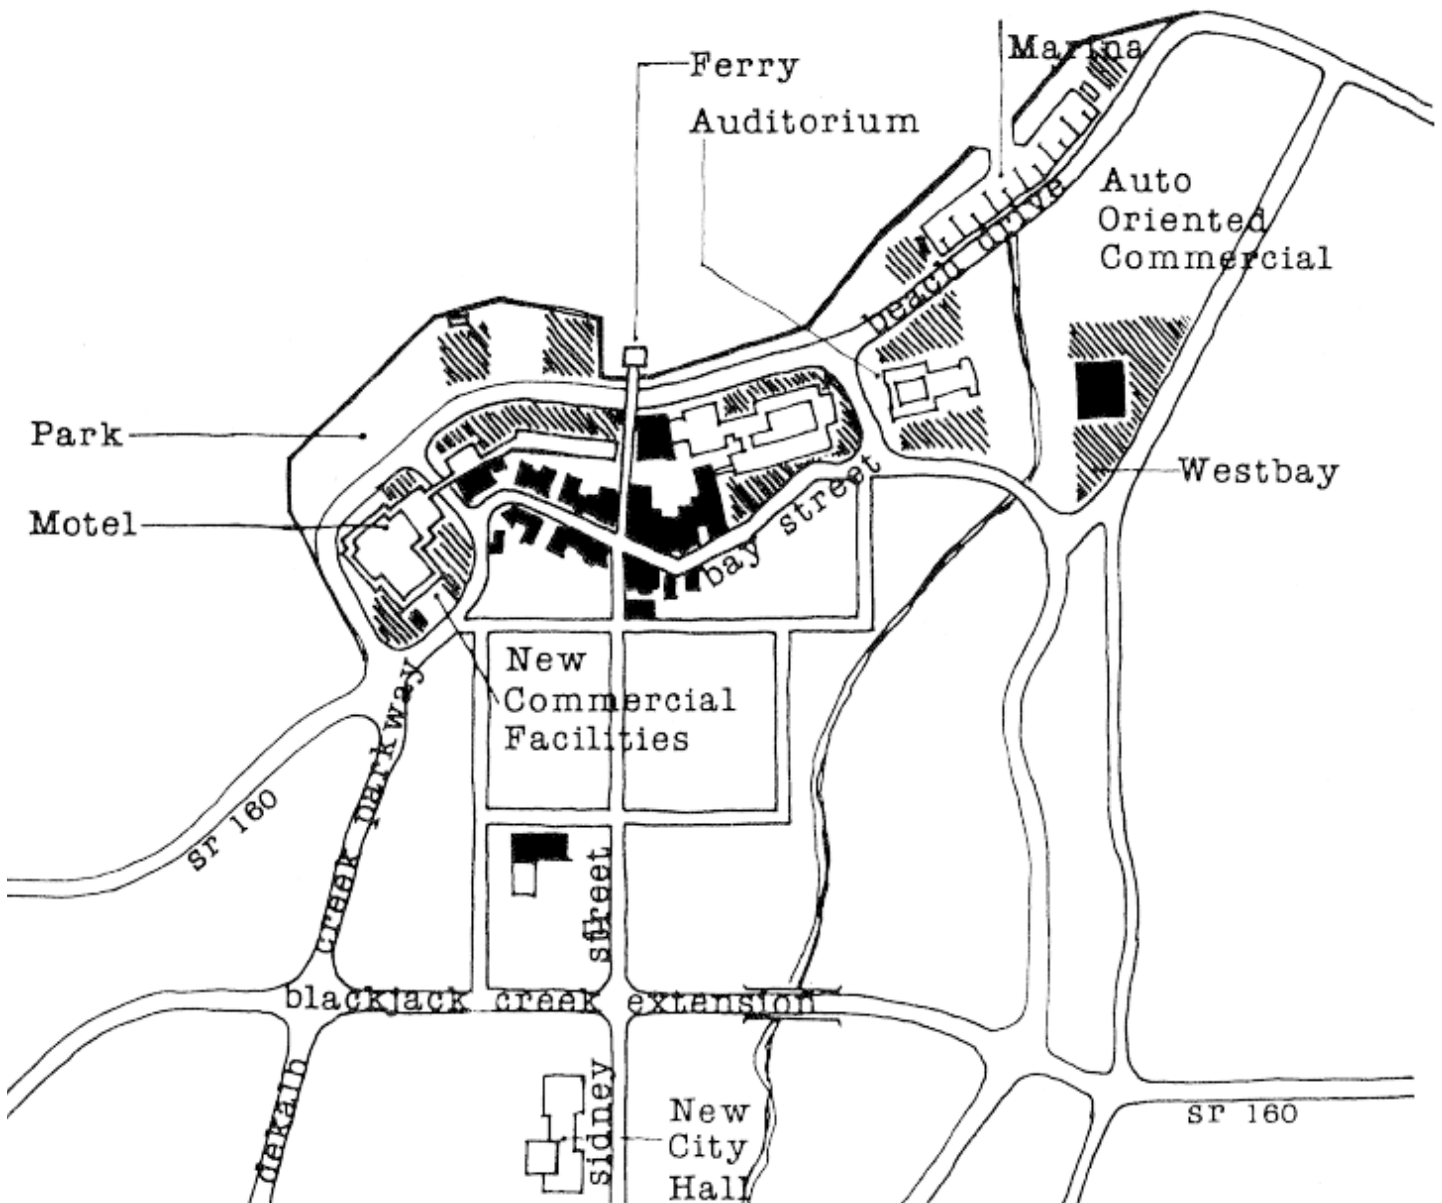 Ferry
Marina
Auditorium
Auto
Oriented
Commercial
beach drive
Park
Westbay
Motel
bay street
New
Commercial
Facilities
creek parkway
sr 160
street
blackjack creek extension
dekalb
sidney
New
City
Hall
sr 160